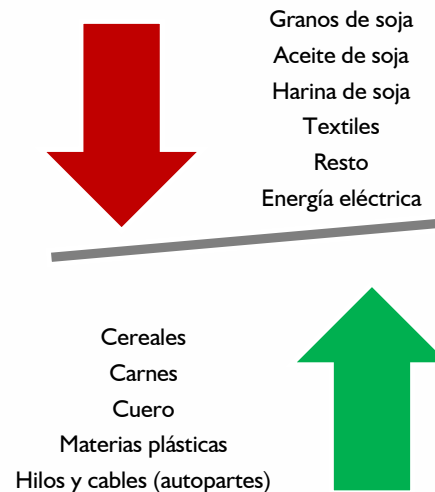 Granos de soja
Aceite de soja
Harina de soja
Textiles
Resto
Energía eléctrica
Cereales
Carnes
Cuero
Materias plásticas
Hilos y cables (autopartes)